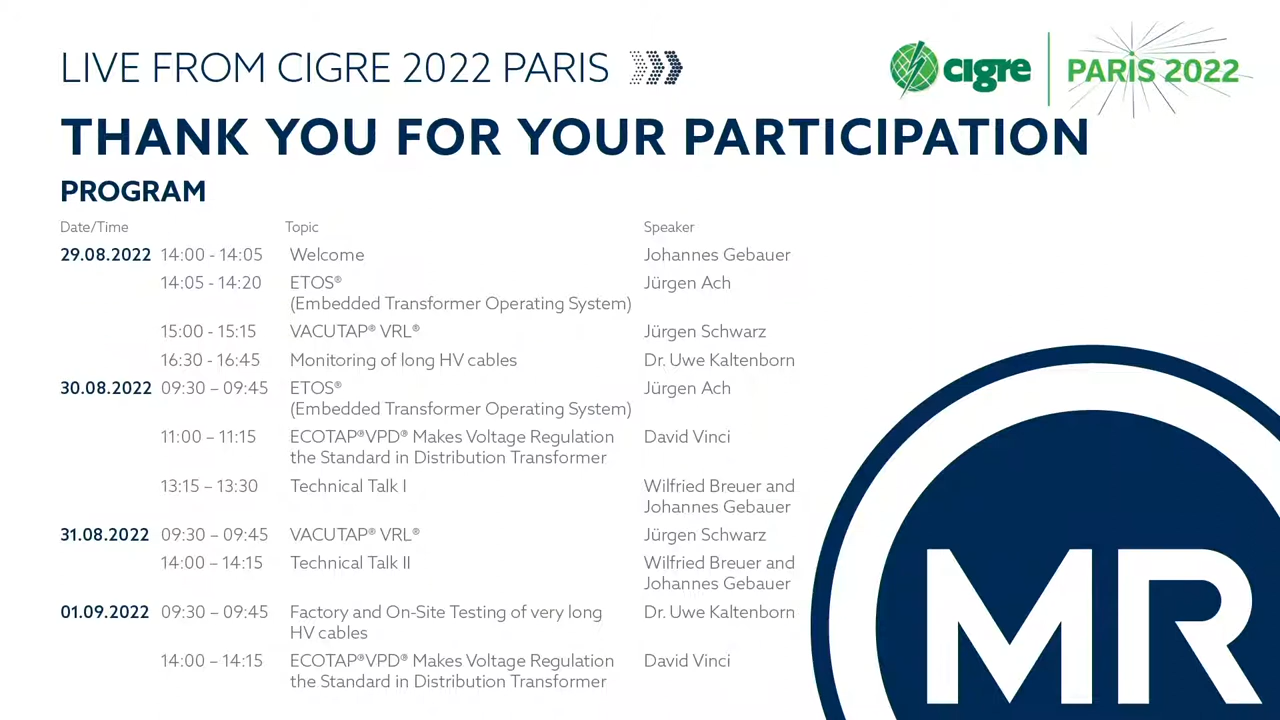 LIVE FROM CIGRE 2022 PARIS
cigre
PARIS 2022
THANK YOU FOR YOUR PARTICIPATION
PROGRAM
Date/Time Topic Speaker
29.08.2022 14:00 - 14:05 Welcome Johannes Gebauer
14:05 - 14:20 ETOS® Jürgen Ach
(Embedded Transformer Operating System)
15:00 - 15:15 VACUTAP® VRL® Jürgen Schwarz
16:30 - 16:45 Monitoring of long HV cables Dr. Uwe Kaltenborn
30.08.2022 09:30 – 09:45 ETOS® Jürgen Ach
(Embedded Transformer Operating System)
11:00 – 11:15 ECOTAP®VPD® Makes Voltage Regulation David Vinci
the Standard in Distribution Transformer
13:15 – 13:30 Technical Talk I Wilfried Breuer and
Johannes Gebauer
31.08.2022 09:30 – 09:45 VACUTAP® VRL® Jürgen Schwarz
14:00 – 14:15 Technical Talk II Wilfried Breuer and
Johannes Gebauer
01.09.2022 09:30 – 09:45 Factory and On-Site Testing of very long Dr. Uwe Kaltenborn
HV cables
14:00 – 14:15 ECOTAP®VPD® Makes Voltage Regulation David Vinci
the Standard in Distribution Transformer
MR